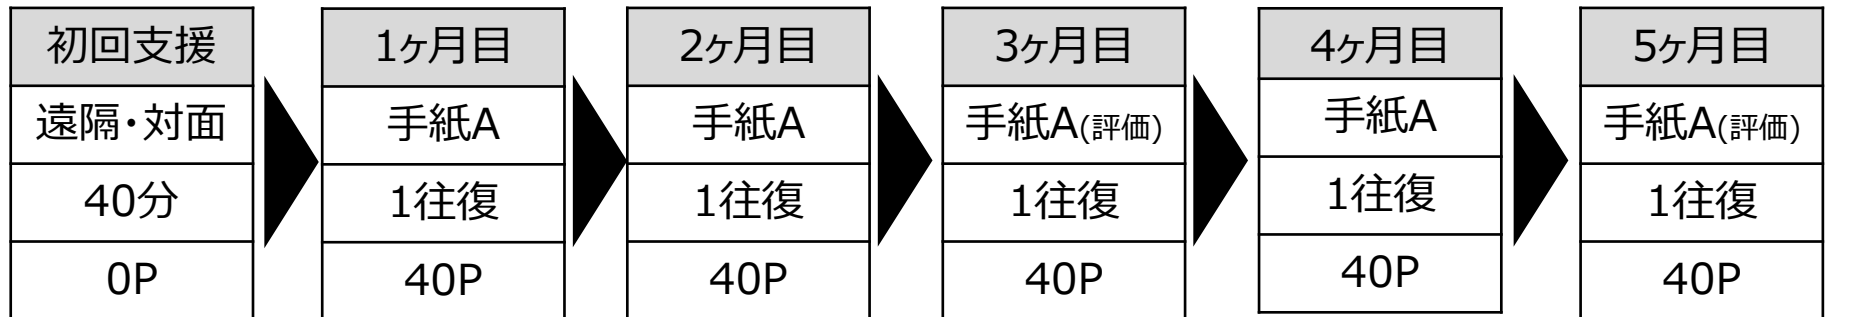 初回支援 1ヶ月目 2ヶ月目 3ヶ月目 4ヶ月目 5ヶ月目
遠隔・対面 手紙A 手紙A 手紙A(評価) 手紙A 手紙A(評価)
40分 1往復 1往復 1往復 1往復 1往復
0P 40P 40P 40P 40P 40P